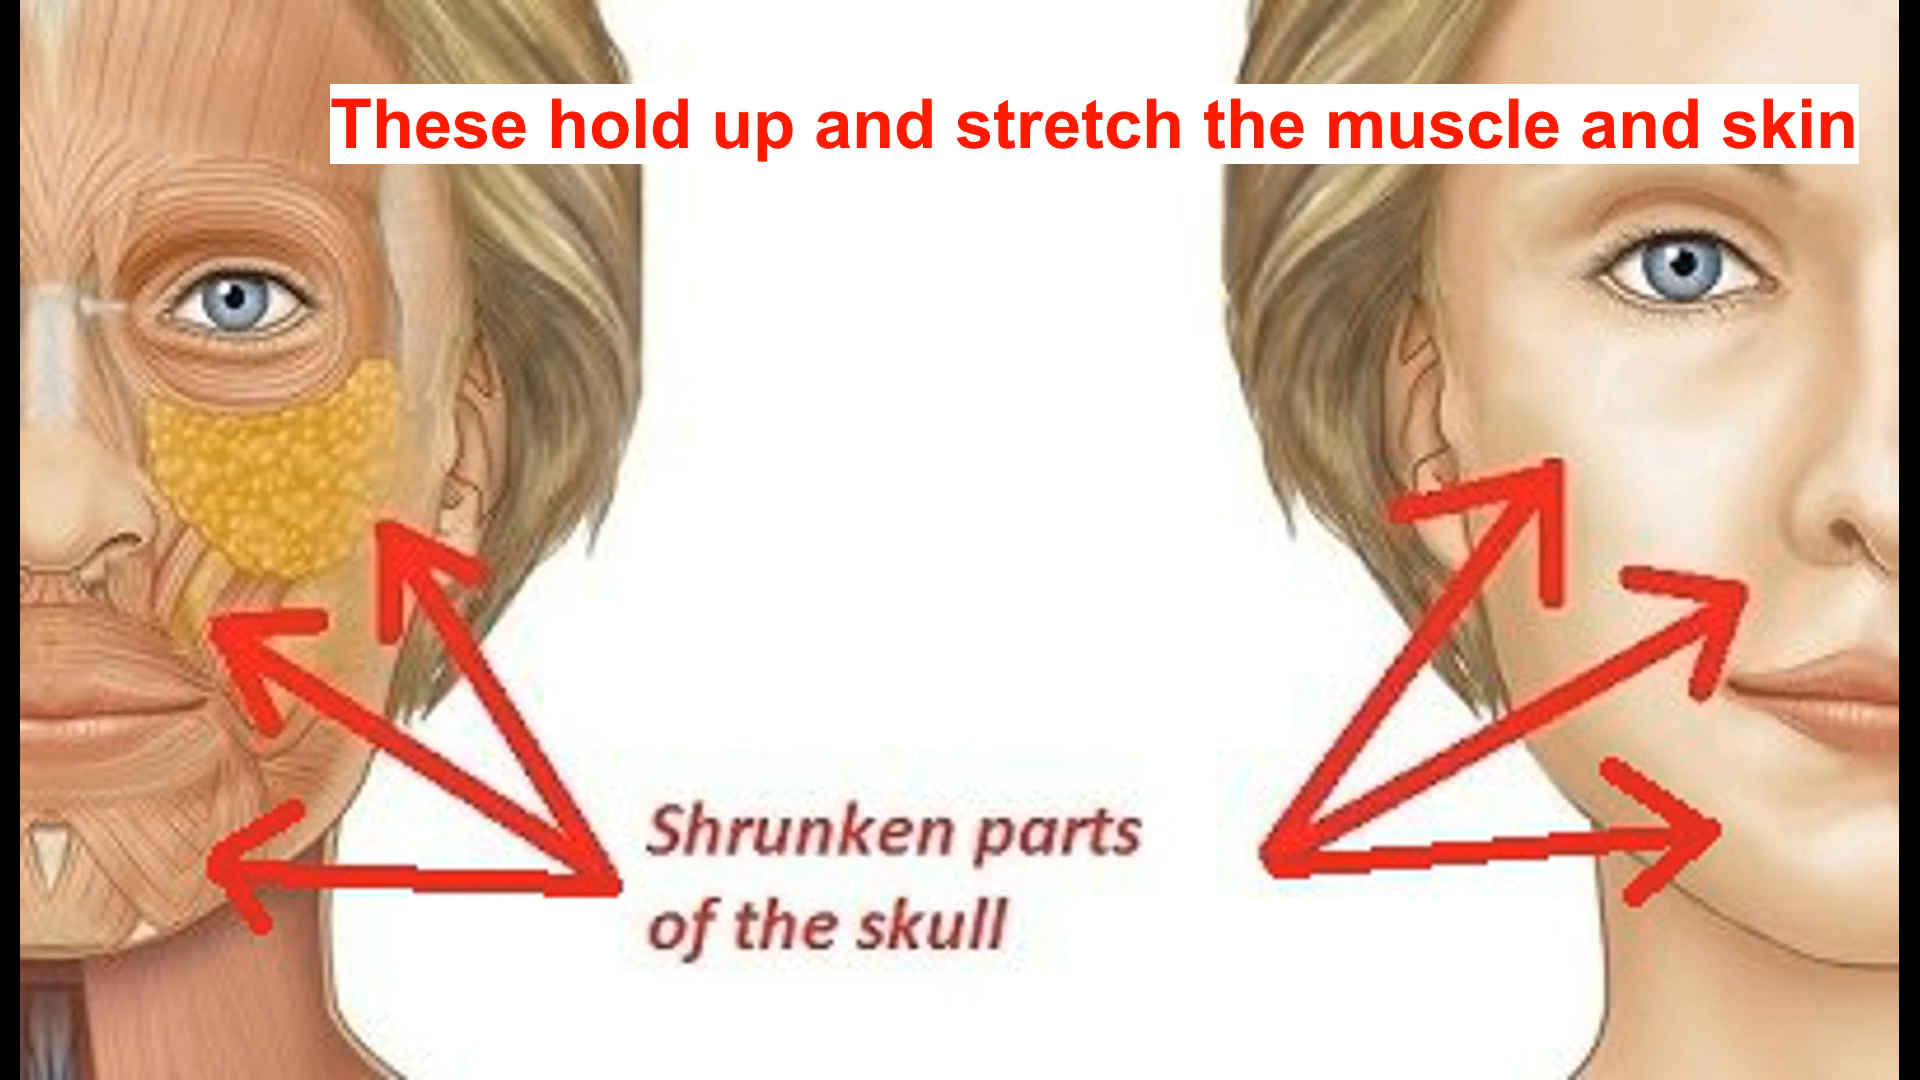 These hold up and stretch the muscle and skin
Shrunken parts
of the skull